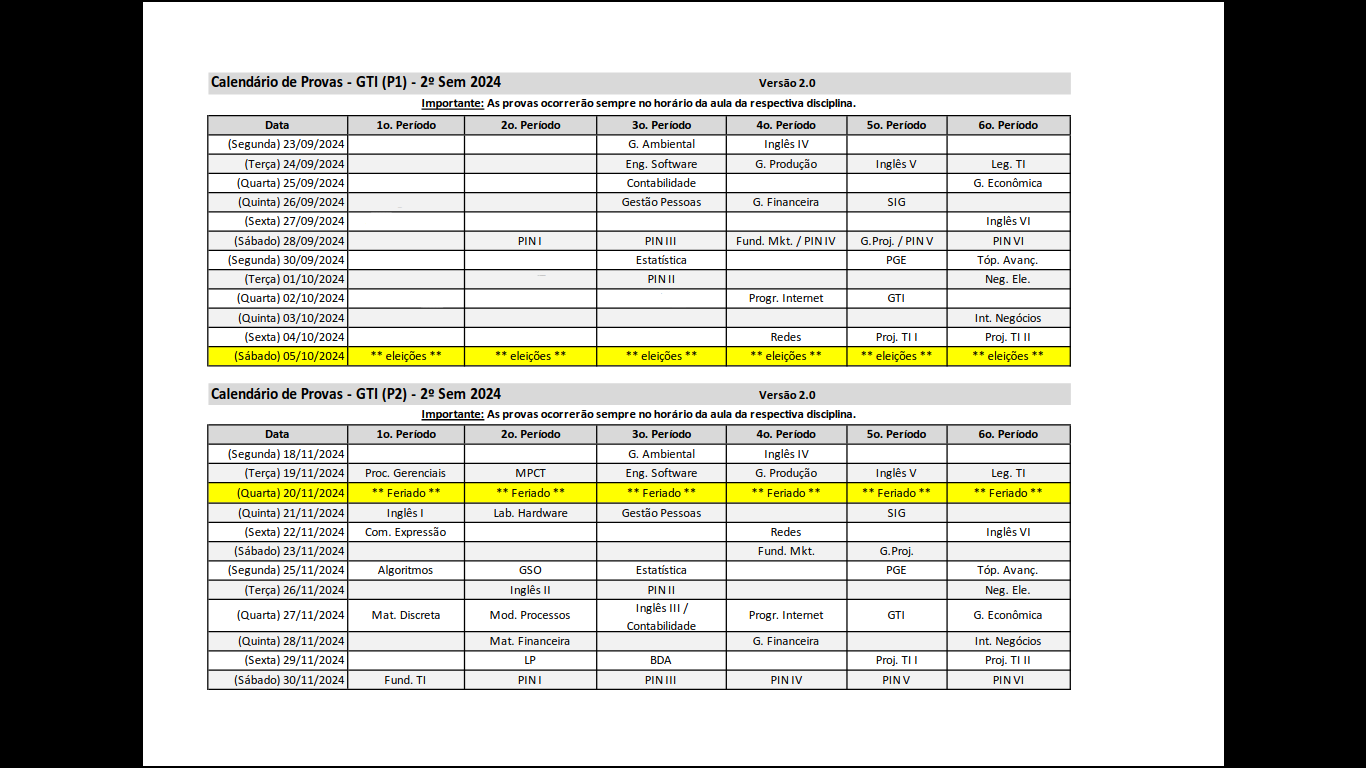 Calendário de Provas - GTI (P1) - 2º Sem 2024 Versão 2.0
Importante: As provas ocorrerão sempre no horário da aula da respectiva disciplina.
Data 1o. Período 2o. Período 3o. Período 4o. Período 5o. Período 6o. Período
(Segunda) 23/09/2024 G. Ambiental Inglês IV
(Terça) 24/09/2024 Eng. Software G. Produção Inglês V Leg. TI
(Quarta) 25/09/2024 Contabilidade G. Econômica
(Quinta) 26/09/2024 Gestão Pessoas G. Financeira SIG
(Sexta) 27/09/2024 Inglês VI
(Sábado) 28/09/2024 PIN I PIN III Fund. Mkt. / PIN IV G.Proj. / PIN V PIN VI
(Segunda) 30/09/2024 Estatística PGE Tóp. Avanç.
(Terça) 01/10/2024 PIN II Neg. Ele.
(Quarta) 02/10/2024 Progr. Internet GTI
(Quinta) 03/10/2024 Int. Negócios
(Sexta) 04/10/2024 Redes Proj. TI I Proj. TI II
(Sábado) 05/10/2024 ** eleições ** ** eleições ** ** eleições ** ** eleições ** ** eleições ** ** eleições **
Calendário de Provas - GTI (P2) - 2º Sem 2024 Versão 2.0
Importante: As provas ocorrerão sempre no horário da aula da respectiva disciplina.
Data 1o. Período 2o. Período 3o. Período 4o. Período 5o. Período 6o. Período
(Segunda) 18/11/2024 G. Ambiental Inglês IV
(Terça) 19/11/2024 Proc. Gerenciais MPCT Eng. Software G. Produção Inglês V Leg. TI
(Quarta) 20/11/2024 ** Feriado ** ** Feriado ** ** Feriado ** ** Feriado ** ** Feriado ** ** Feriado **
(Quinta) 21/11/2024 Inglês I Lab. Hardware Gestão Pessoas SIG
(Sexta) 22/11/2024 Com. Expressão Redes Inglês VI
(Sábado) 23/11/2024 Fund. Mkt. G.Proj.
(Segunda) 25/11/2024 Algoritmos GSO Estatística PGE Tóp. Avanç.
(Terça) 26/11/2024 Inglês II PIN II Neg. Ele.
(Quarta) 27/11/2024 Mat. Discreta Mod. Processos Inglês III / Contabilidade Progr. Internet GTI G. Econômica
(Quinta) 28/11/2024 Mat. Financeira G. Financeira Int. Negócios
(Sexta) 29/11/2024 LP BDA Proj. TI I Proj. TI II
(Sábado) 30/11/2024 Fund. TI PIN I PIN III PIN IV PIN V PIN VI